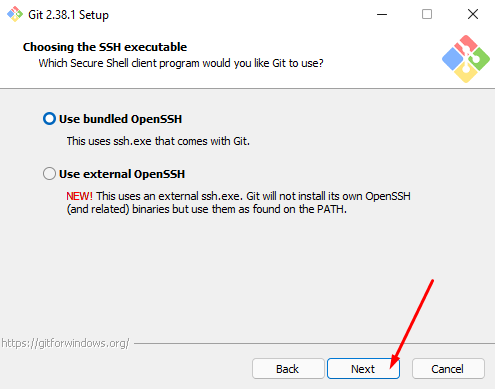 Git 2.38.1 Setup
Choosing the SSH executable
Which Secure Shell client program would you like Git to use?
Use bundled OpenSSH
This uses ssh.exe that comes with Git.
Use external OpenSSH
NEW! This uses an external ssh.exe. Git will not install its own OpenSSH
(and related) binaries but use them as found on the PATH.
https://gitforwindows.org/
Back
Next
Cancel